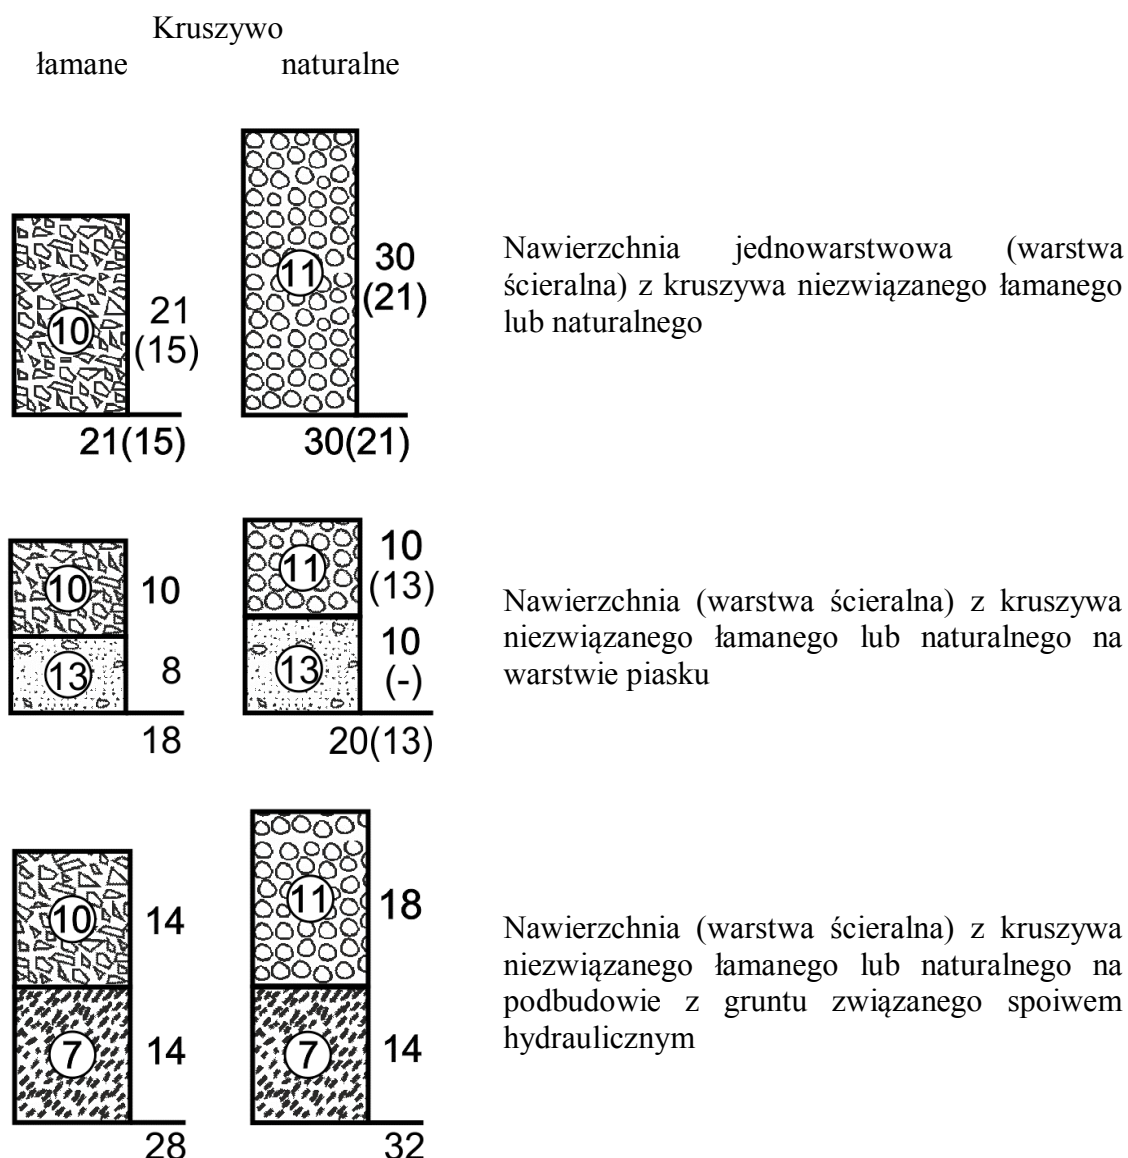 Kruszywo
łamane naturalne
10
21
(15)
21(15)
11
30
(21)
30(21)
Nawierzchnia jednowarstwowa (warstwa
ścieralna) z kruszywa niezwiązanego łamanego
lub naturalnego
10
10
13
8
18
11
10
(13)
13
10
(-)
20(13)
Nawierzchnia (warstwa ścieralna) z kruszywa
niezwiązanego łamanego lub naturalnego na
warstwie piasku
10
14
7
14
28
11
18
7
14
32
Nawierzchnia (warstwa ścieralna) z kruszywa
niezwiązanego łamanego lub naturalnego na
podbudowie z gruntu związanego spoiwem
hydraulicznym